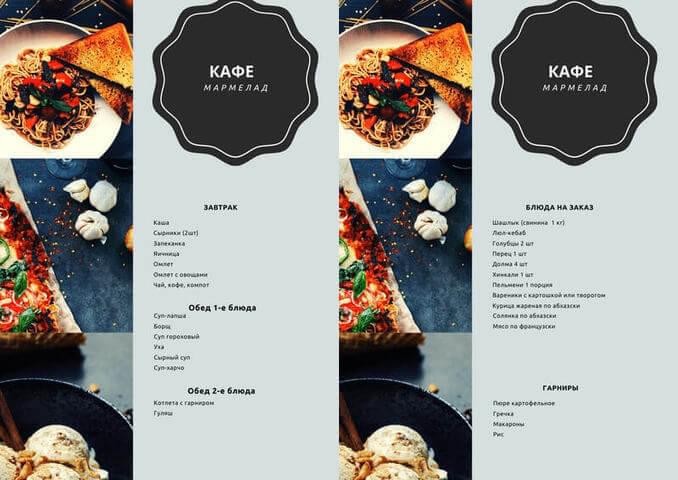 КАФЕ
МАРМЕЛАД
ЗАВТРАК
Каша
Сырники (2шт)
Запеканка
Яичница
Омлет
Омлет с овощами
Чай, кофе, компот
Обед 1-е блюда
Суп-лапша
Борщ
Суп гороховый
Уха
Сырный суп
Суп-харчо
Обед 2-е блюда
Котлета с гарниром
Гуляш
КАФЕ
МАРМЕЛАД
БЛЮДА НА ЗАКАЗ
Шашлык (свинина 1 кг)
Люл-кебаб
Голубцы 2 шт
Перец 1 шт
Долма 4 шт
Хинкали 1 шт
Пельмени 1 порция
Вареники с картошкой или творогом
Курица жареная по абхазски
Солянка по абхазски
Мясо по французски
ГАРНИРЫ
Пюре картофельное
Гречка
Макароны
Рис